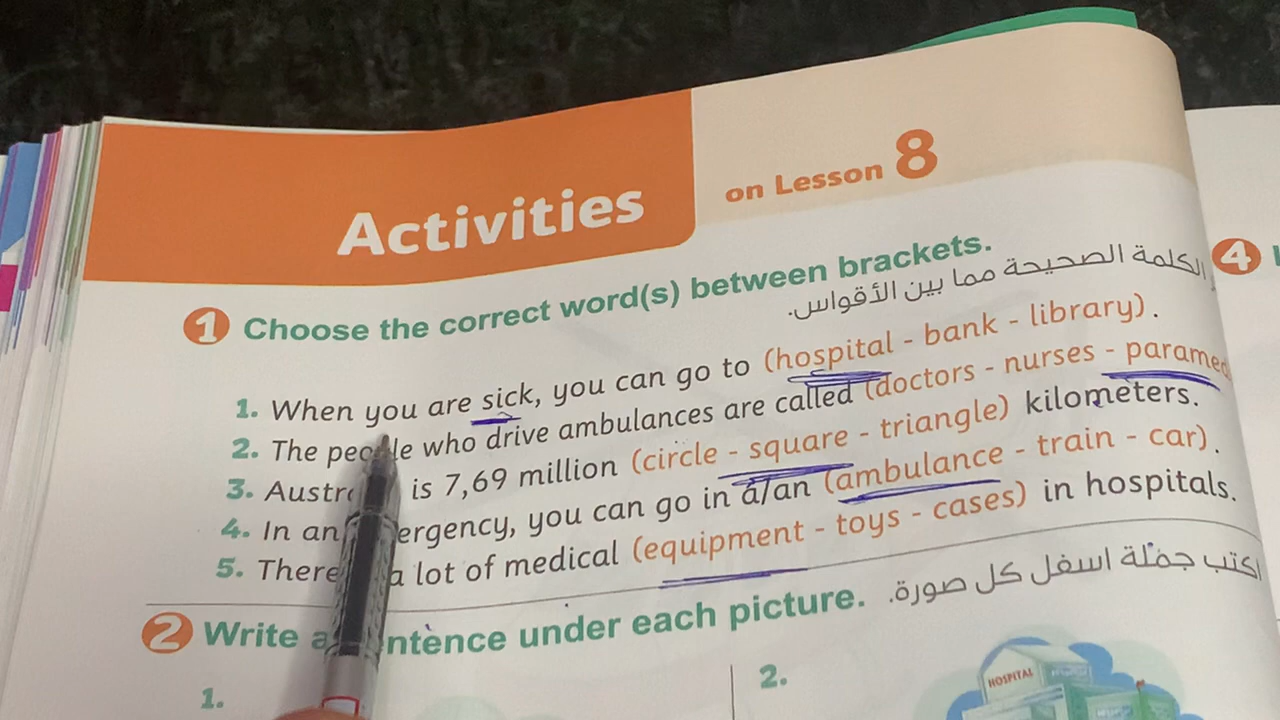 Activities
on Lesson 8
1 Choose the correct word(s) between brackets.
الكلمة الصحيحة مما بين الأقواس.
1. When you are sick, you can go to (hospital - bank - library).
2. The people who drive ambulances are called (doctors - nurses - paramed
3. Austr is 7,69 million (circle - square - triangle) kilometers.
4. In an ergency, you can go in a/an (ambulance - train - car).
5. There a lot of medical (equipment - toys - cases) in hospitals.
2 Write a entence under each picture.
اكتب جملة اسفل كل صورة.
1.
2.
HOSPITAL
4